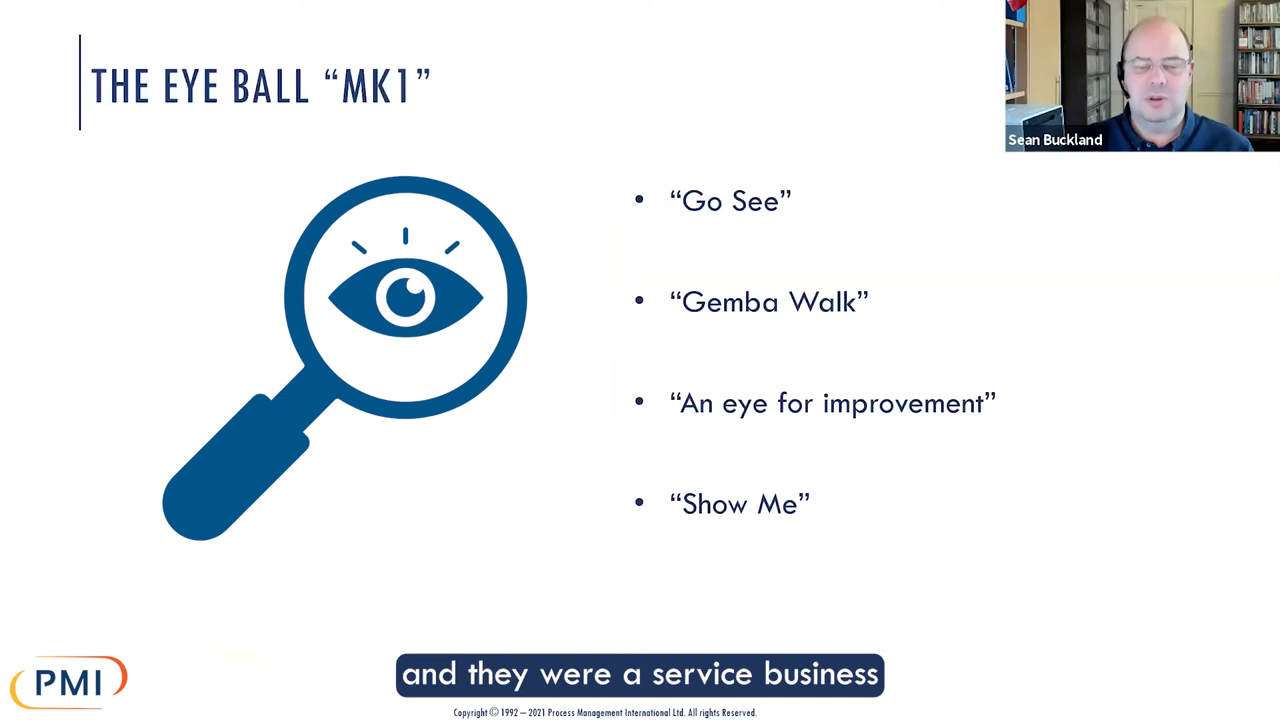 THE EYE BALL “MK1”
Sean Buckland
• “Go See”
• “Gemba Walk”
• “An eye for improvement”
• “Show Me”
and they were a service business
PMI
Copyright © 1992 – 2021 Process Management International Ltd. All rights Reserved.